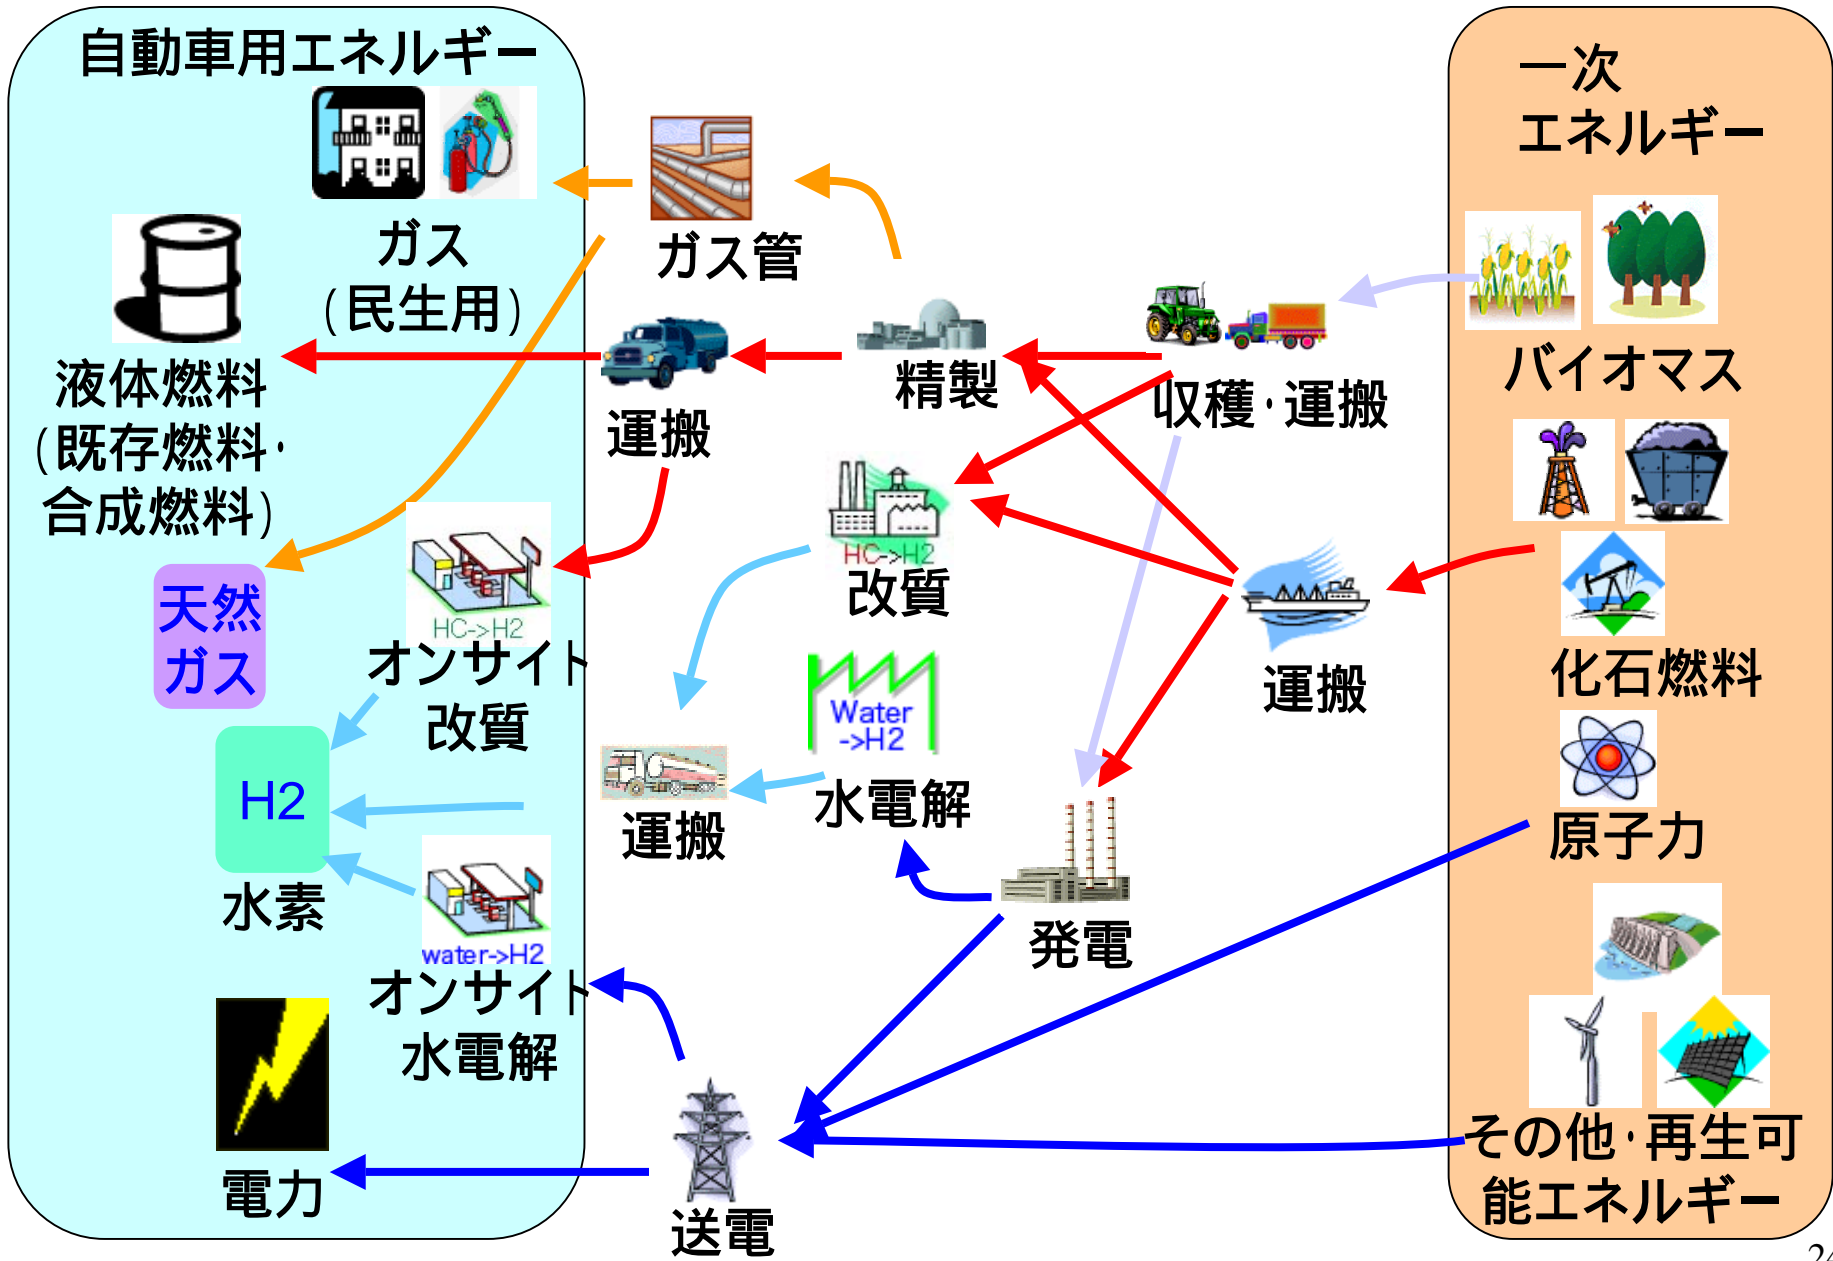 自動車用エネルギー
ガス
(民生用)
液体燃料
(既存燃料・
合成燃料)
天然
ガス
HC->H2
オンサイト
改質
H2
水素
water->H2
オンサイト
水電解
電力
ガス管
運搬
精製
HC->H2
改質
Water
->H2
水電解
運搬
発電
送電
収穫・運搬
運搬
一次
エネルギー
バイオマス
化石燃料
原子力
その他・再生可
能エネルギー